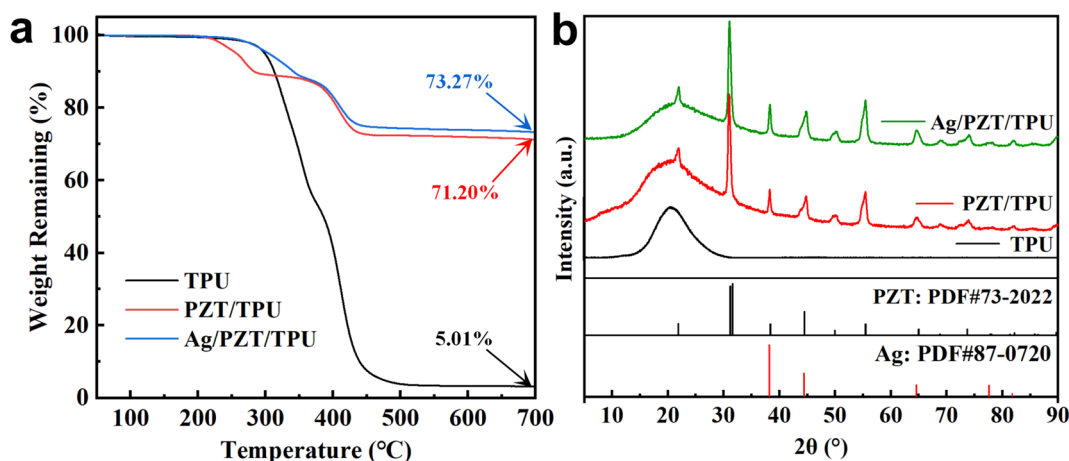 a
100
80
60
40
20
0
Weight Remaining (%)
73.27%
71.20%
5.01%
TPU
PZT/TPU
Ag/PZT/TPU
100 200 300 400 500 600 700
Temperature (℃)
b
Intensity (a.u.)
Ag/PZT/TPU
PZT/TPU
TPU
PZT: PDF#73-2022
Ag: PDF#87-0720
10 20 30 40 50 60 70 80 90
2θ (°)